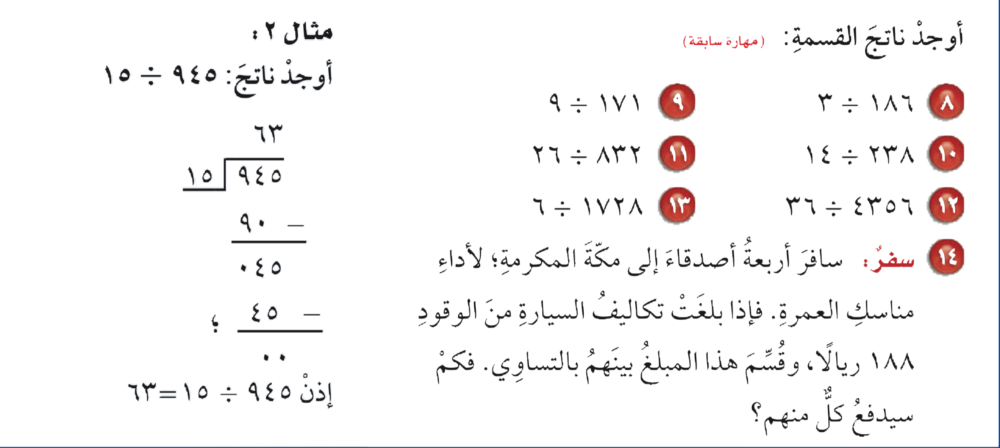 أوجدْ ناتجَ القسمةِ: (مهارة سابقة)
٨ ١٨٦ ÷ ٣
٩ ١٧١ ÷ ٩
١٠ ٢٣٨ ÷ ١٤
١١ ٨٣٢ ÷ ٢٦
١٢ ٤٣٥٦ ÷ ٣٦
١٣ ١٧٢٨ ÷ ٦
١٤ سفرٌ: سافرَ أربعةُ أصدقاءَ إلى مكّةَ المكرمةِ؛ لأداءِ
مناسكِ العمرةِ. فإذا بلغَتْ تكاليفُ السيارةِ منَ الوقودِ
١٨٨ ريالًا، وقُسِّمَ هذا المبلغُ بينَهمُ بالتساوِي. فكمْ
سيدفعُ كلٌّ منهم؟
مثال ٢ :
أوجدْ ناتجَ: ٩٤٥ ÷ ١٥
٦٣
١٥ ٩٤٥
٩٠ −
٠٤٥
٤٥ − ؛
٠٠
إذنْ ٩٤٥ ÷ ١٥=٦٣